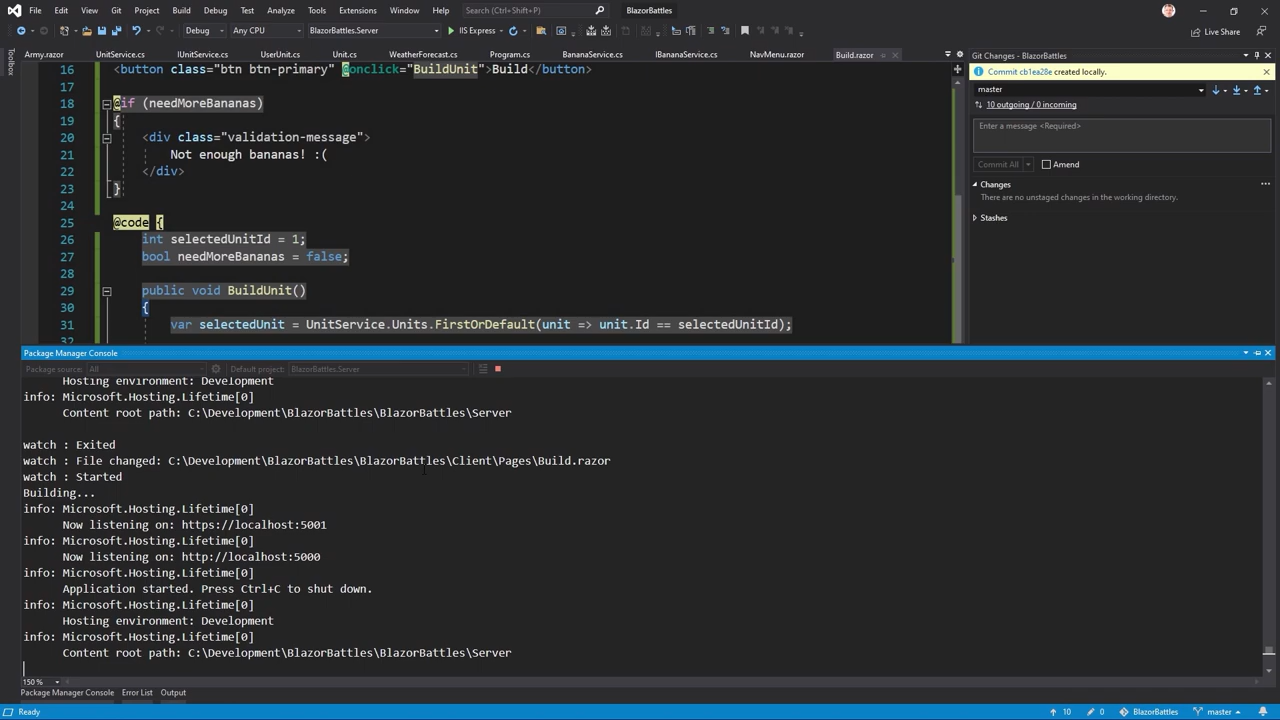 File Edit View Git Project Build Debug Test Analyze Tools Extensions Window Help Search (Ctrl+Shift+P) BlazorBattles
Debug Any CPU BlazorBattles.Server IIS Express Live Share
Toolbox
Army.razor UnitService.cs IUnitService.cs UserUnit.cs Unit.cs WeatherForecast.cs Program.cs BananaService.cs IBananaService.cs NavMenu.razor Build.razor
16 <button class="btn btn-primary" @onclick="BuildUnit">Build</button>
17
18 @if (needMoreBananas)
19 {
20 <div class="validation-message">
21 Not enough bananas! :(
22 </div>
23 }
24
25 @code {
26 int selectedUnitId = 1;
27 bool needMoreBananas = false;
28
29 public void BuildUnit()
30 {
31 var selectedUnit = UnitService.Units.FirstOrDefault(unit => unit.Id == selectedUnitId);
Git Changes - BlazorBattles
Commit cb1ea28e created locally.
master
10 outgoing / 0 incoming
Enter a message <Required>
Commit All Amend
Changes
There are no unstaged changes in the working directory.
Stashes
Package Manager Console
Package source: All Default project: BlazorBattles.Server
Hosting environment: Development
info: Microsoft.Hosting.Lifetime[0]
Content root path: C:\Development\BlazorBattles\BlazorBattles\Server
watch : Exited
watch : File changed: C:\Development\BlazorBattles\BlazorBattles\Client\Pages\Build.razor
watch : Started
Building...
info: Microsoft.Hosting.Lifetime[0]
Now listening on: https://localhost:5001
info: Microsoft.Hosting.Lifetime[0]
Now listening on: http://localhost:5000
info: Microsoft.Hosting.Lifetime[0]
Application started. Press Ctrl+C to shut down.
info: Microsoft.Hosting.Lifetime[0]
Hosting environment: Development
info: Microsoft.Hosting.Lifetime[0]
Content root path: C:\Development\BlazorBattles\BlazorBattles\Server
150 %
Package Manager Console Error List Output
Ready 10 0 BlazorBattles master